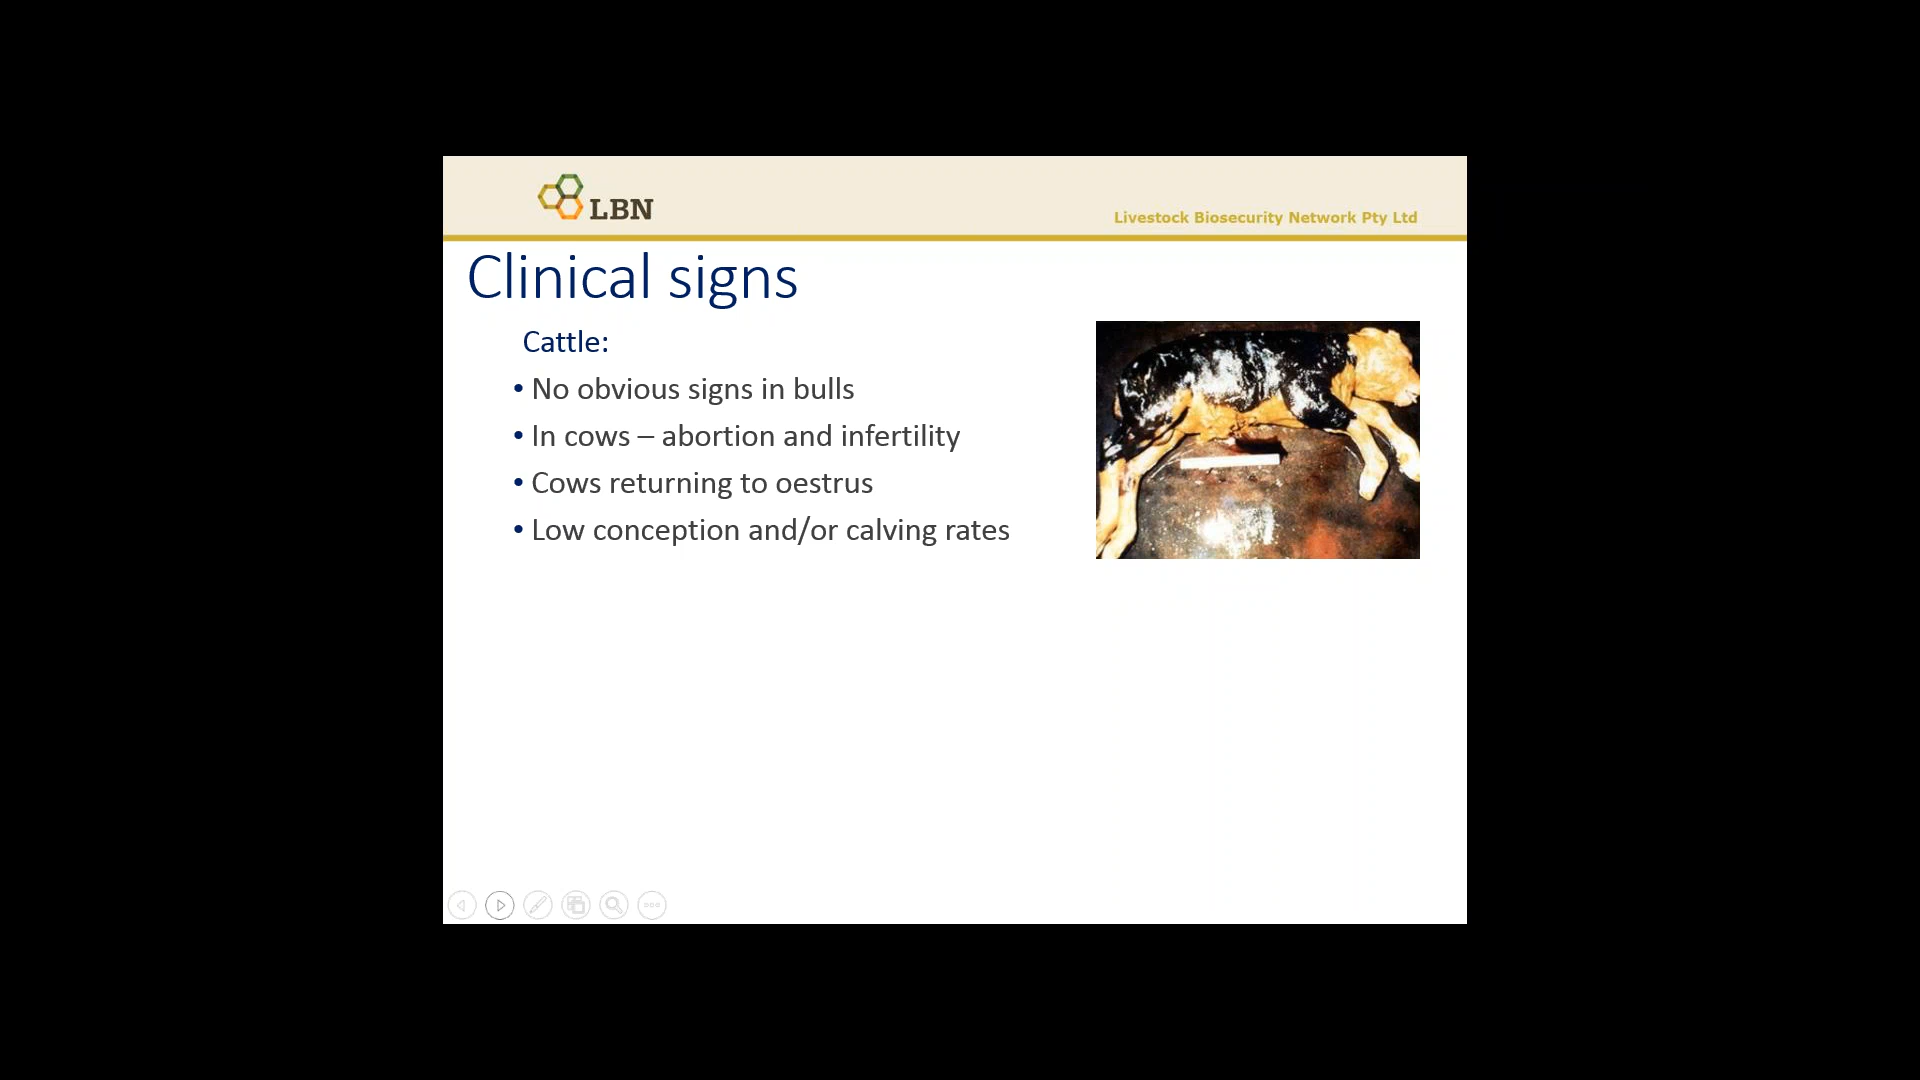 LBN
Livestock Biosecurity Network Pty Ltd
Clinical signs
Cattle:
• No obvious signs in bulls
• In cows – abortion and infertility
• Cows returning to oestrus
• Low conception and/or calving rates